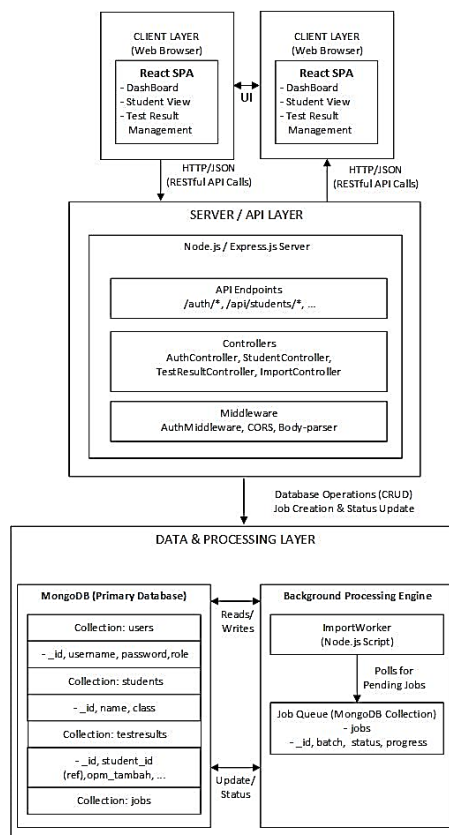 CLIENT LAYER
(Web Browser)
React SPA
- DashBoard
- Student View
- Test Result
Management
UI
CLIENT LAYER
(Web Browser)
React SPA
- DashBoard
- Student View
- Test Result
Management
HTTP/JSON
(RESTful API Calls)
HTTP/JSON
(RESTful API Calls)
SERVER / API LAYER
Node.js / Express.js Server
API Endpoints
/auth/*, /api/students/*, ...
Controllers
AuthController, StudentController,
TestResultController, ImportController
Middleware
AuthMiddleware, CORS, Body-parser
Database Operations (CRUD)
Job Creation & Status Update
DATA & PROCESSING LAYER
MongoDB (Primary Database)
Collection: users
- _id, username, password,role
Collection: students
- _id, name, class
Collection: testresults
- _id, student_id
(ref),opm_tambah, ...
Collection: jobs
Reads/
Writes
Update/
Status
Background Processing Engine
ImportWorker
(Node.js Script)
Polls for
Pending Jobs
Job Queue (MongoDB Collection)
- jobs
- _id, batch, status, progress